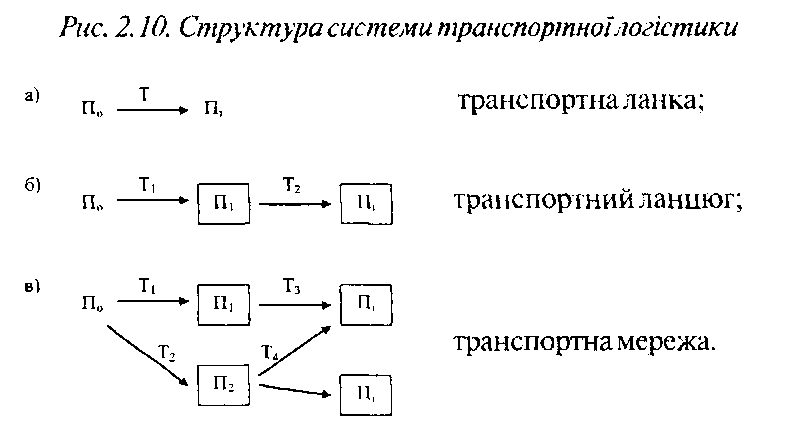 Рис. 2.10. Структура системи транспортної логістики
а) П₀ Т П₁ транспортна ланка;
б) П₀ Т₁ П₁ Т₂ П₁ транспортний ланцюг;
в) П₀ Т₁ П₁ Т₃ П₁
Т₂ Т₄ транспортна мережа.
П₂ П₁